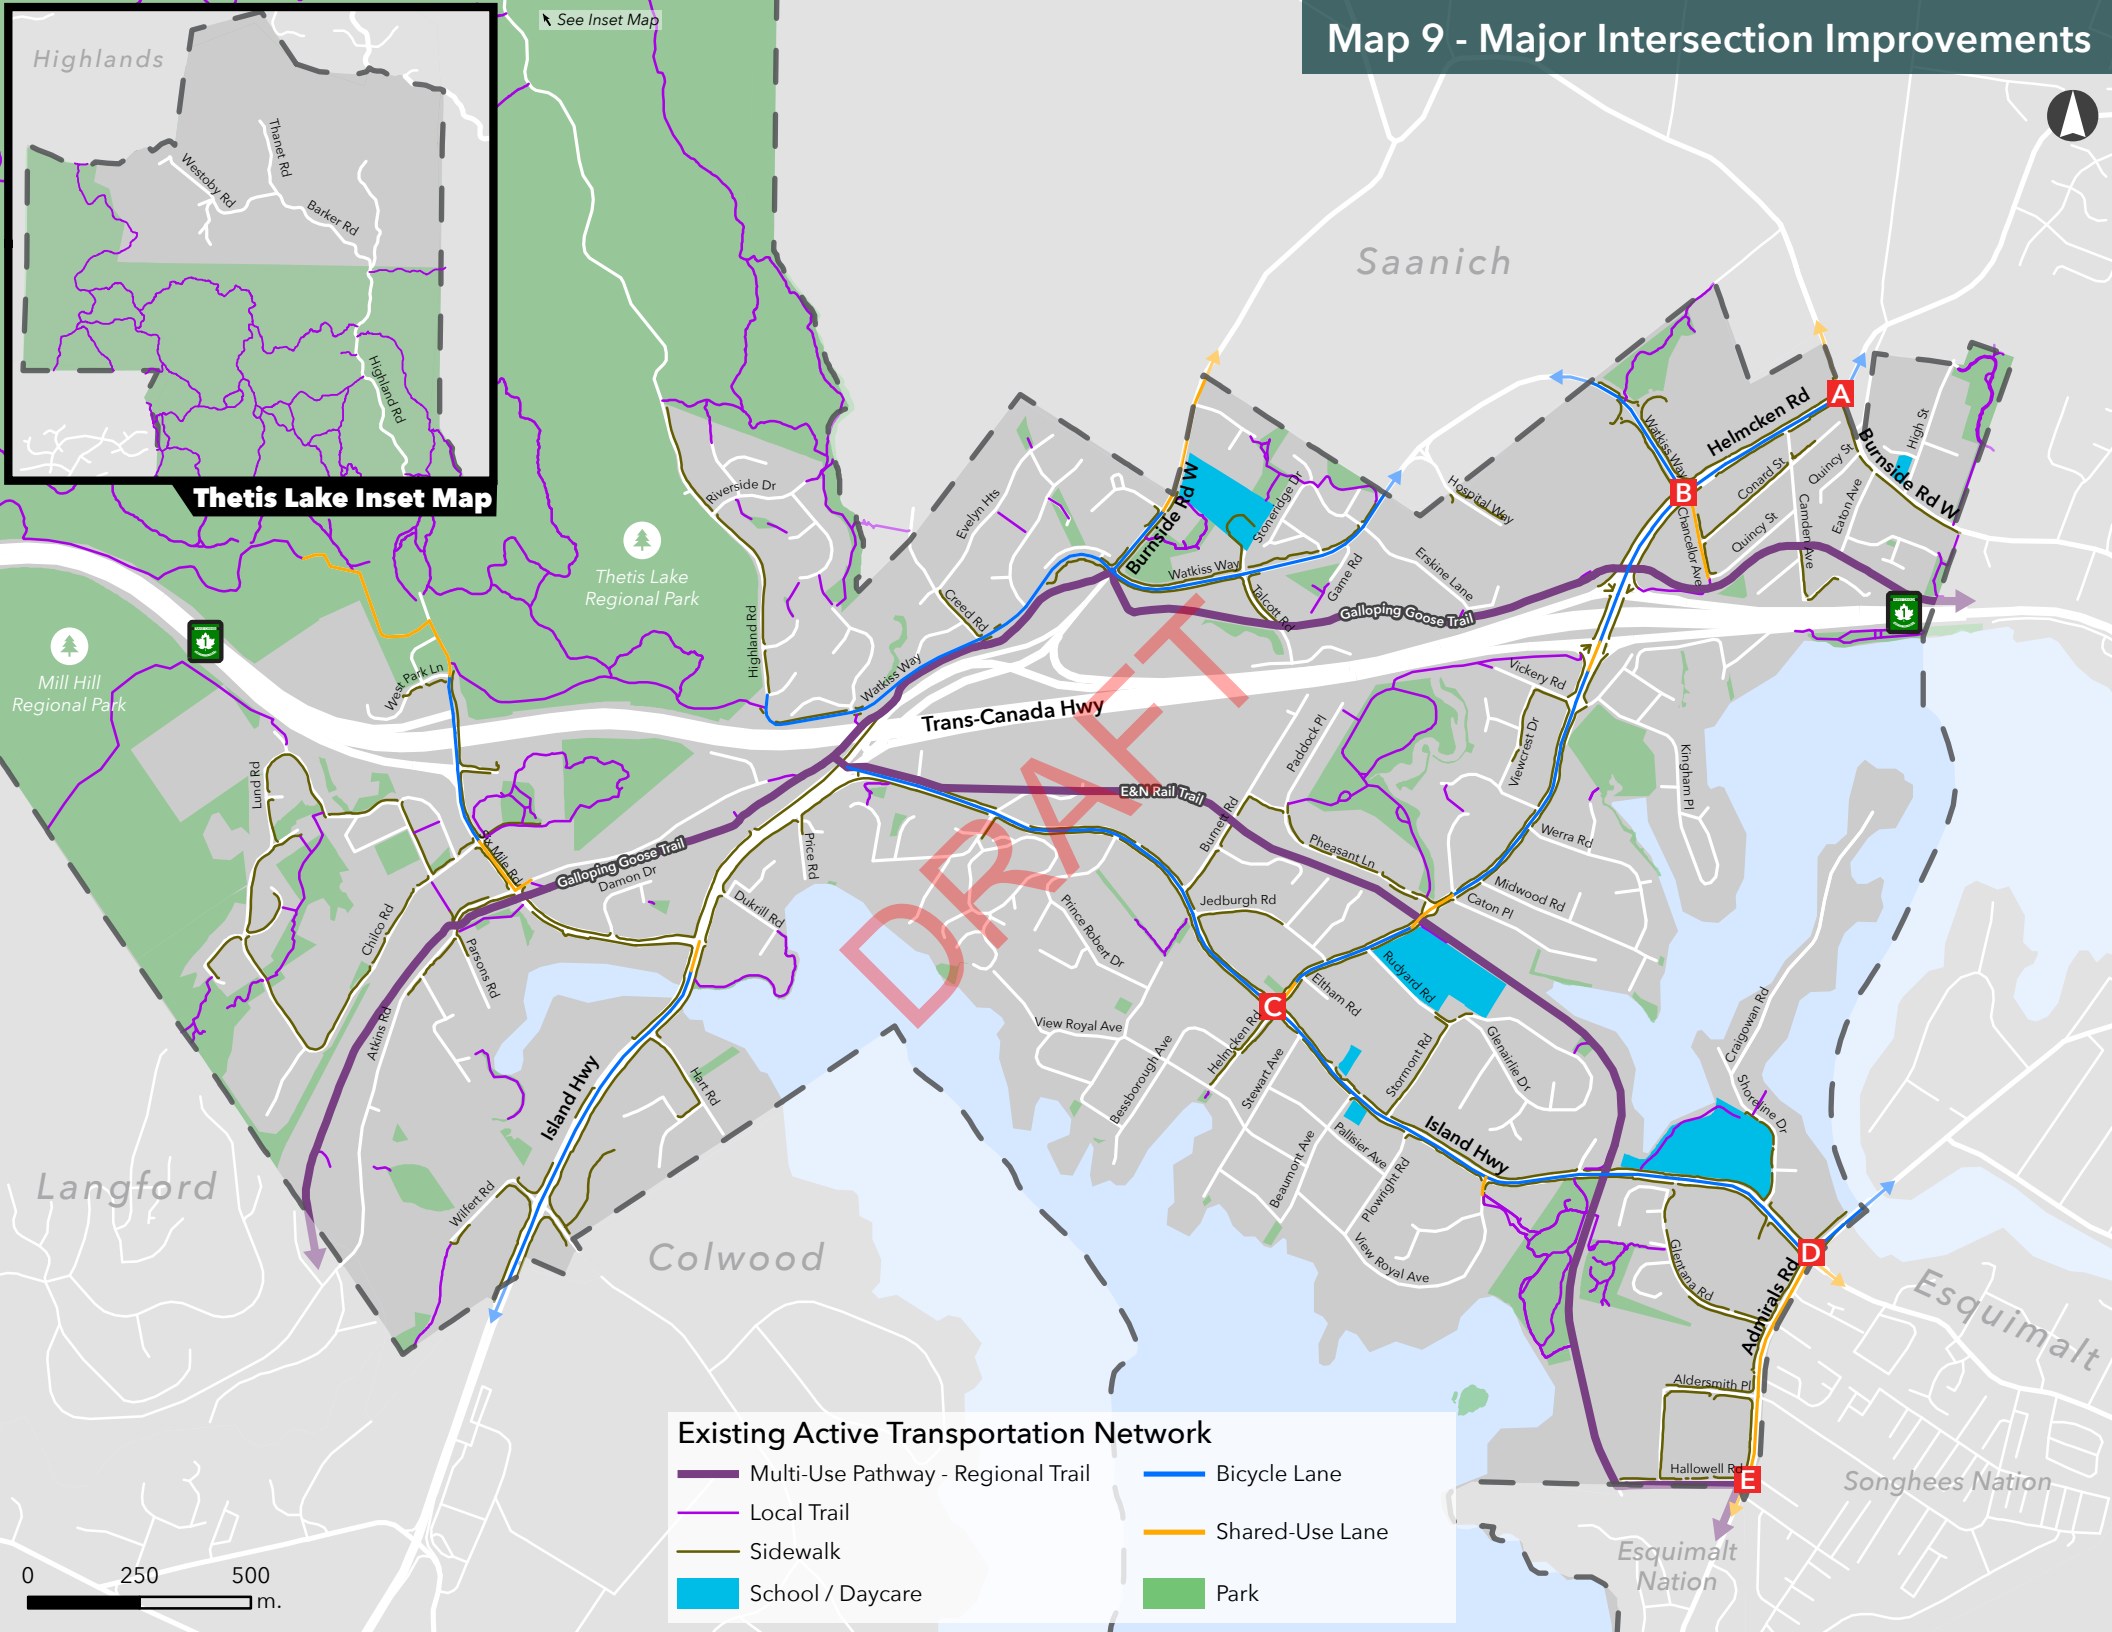 See Inset Map
Map 9 - Major Intersection Improvements
Highlands
Thanet Rd
Westoby Rd
Barker Rd
Highland Rd
Thetis Lake Inset Map
Saanich
A
Helmcken Rd
Burnside Rd W
High St
Watkiss Way
B
Conard St
Quincy St
Camden Ave
Eaton Ave
Quincy St
Chancellor Ave
Hospital Way
Riverside Dr
Evelyn Hts
Burnside Rd W
Stoneridge Dr
Watkiss Way
Game Rd
Erskine Lane
Talcott Rd
Galloping Goose Trail
Creed Rd
Thetis Lake
Regional Park
Mill Hill
Regional Park
1
1
Highland Rd
West Park Ln
Watkiss Way
Trans-Canada Hwy
Vickery Rd
Viewcrest Dr
Paddock Pl
Kingham Pl
Lund Rd
E&N Rail Trail
Burnett Rd
Pheasant Ln
Werra Rd
Midwood Rd
Caton Pl
Six Mile Rd
Galloping Goose Trail
Damon Dr
Price Rd
Dukrill Rd
Jedburgh Rd
Prince Robert Dr
Chilco Rd
Parsons Rd
Atkins Rd
Rudyard Rd
Eltham Rd
C
View Royal Ave
Helmcken Rd
Bessborough Ave
Stewart Ave
Stormont Rd
Glenairlie Dr
Craigowan Rd
Shoreline Dr
Island Hwy
Hart Rd
Island Hwy
Pallisier Ave
Beaumont Ave
Plowright Rd
View Royal Ave
Wilfert Rd
Langford
Colwood
Glentana Rd
D
Admirals Rd
Esquimalt
Aldersmith Pl
Hallowell Rd
E
Songhees Nation
Esquimalt
Nation
DRAFT
Existing Active Transportation Network
Multi-Use Pathway - Regional Trail
Local Trail
Sidewalk
School / Daycare
Bicycle Lane
Shared-Use Lane
Park
0 250 500
m.